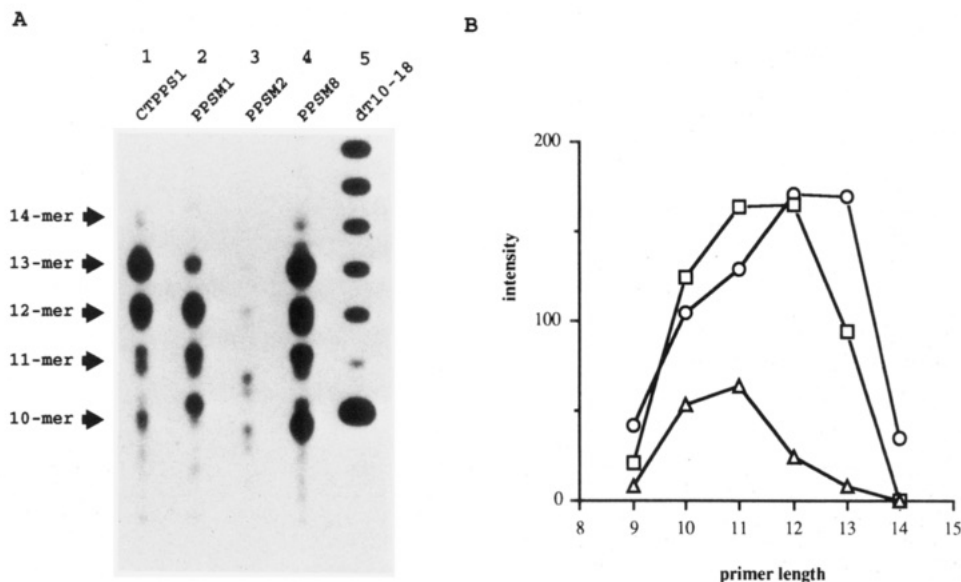 A
1 2 3 4 5
CTPPS1 PPSM1 PPSM2 PPSM8 dT10-18
14-mer
13-mer
12-mer
11-mer
10-mer
B
200
100
0
intensity
8 9 10 11 12 13 14 15
primer length